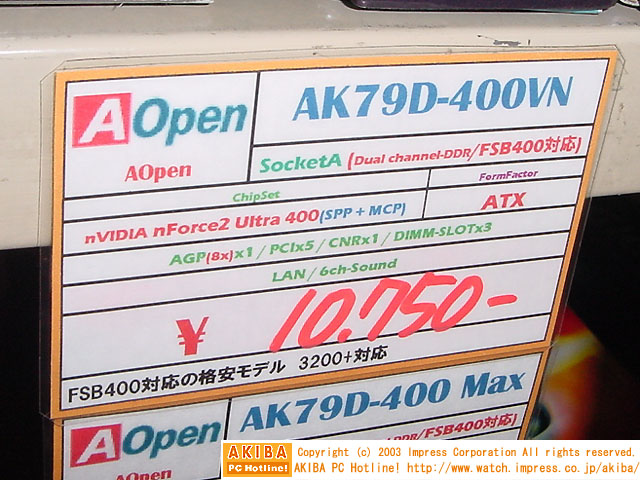 AOpen
AOpen
AK79D-400VN
SocketA (Dual channel-DDR/FSB400対応)
ChipSet
nVIDIA nForce2 Ultra 400(SPP + MCP)
FormFactor
ATX
AGP(8x)x1 / PCIx5 / CNRx1 / DIMM-SLOTx3
LAN / 6ch-Sound
¥ 10.750-
FSB400対応の格安モデル 3200+対応
AOpen
AOpen
AK79D-400 Max
DDR/FSB400対応)
AKIBA
PC Hotline!
Copyright (c) 2003 Impress Corporation All rights reserved.
AKIBA PC Hotline! http://www.watch.impress.co.jp/akiba/